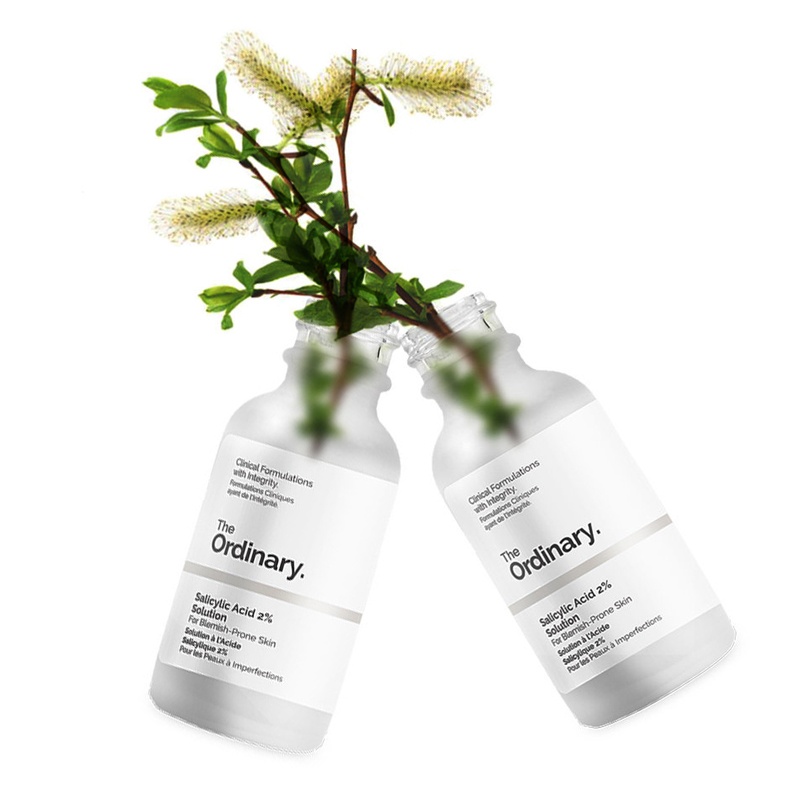 Clinical Formulations
with Integrity.
Formulations Cliniques
ayant de l'intégrité.
The
Ordinary.
Salicylic Acid 2%
Solution
For Blemish-Prone Skin
Solution à l'Acide
Salicylique 2%
Pour les Peaux à Imperfections
Clinical Formulations
with Integrity.
Formulations Cliniques
ayant de l'intégrité.
The
Ordinary.
Salicylic Acid 2%
Solution
For Blemish-Prone Skin
Solution à l'Acide
Salicylique 2%
Pour les Peaux à Imperfections